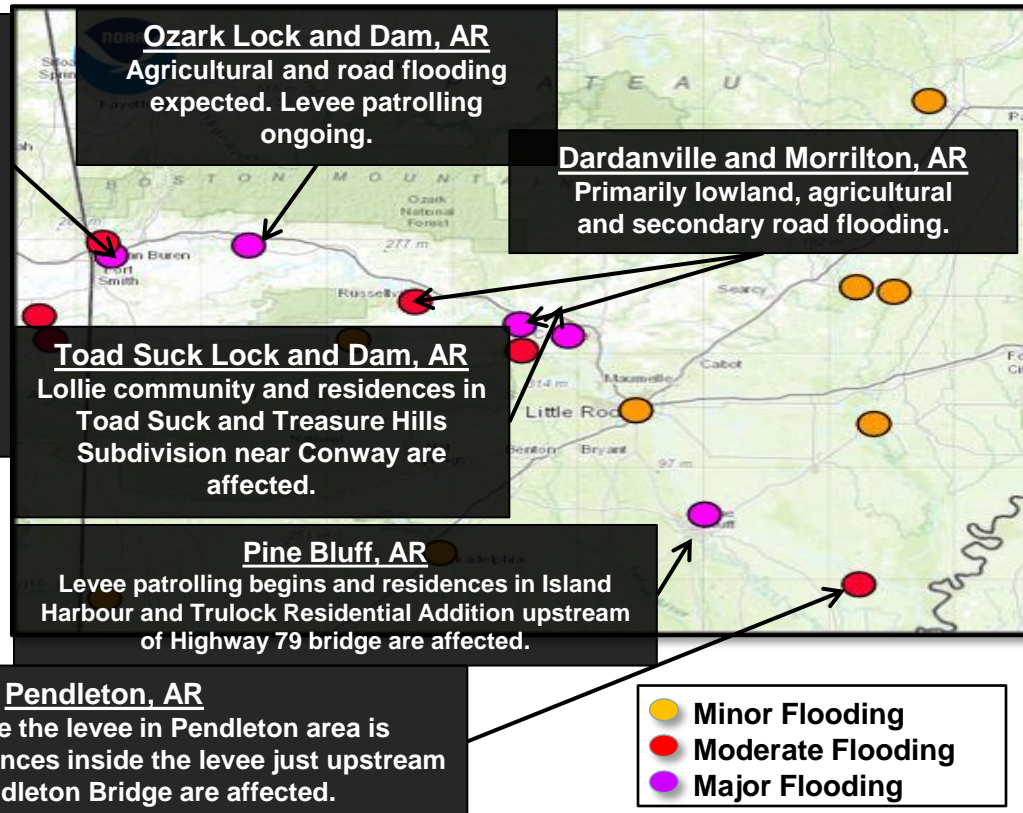 Ozark Lock and Dam, AR
Agricultural and road flooding
expected. Levee patrolling
ongoing.
Dardanville and Morrilton, AR
Primarily lowland, agricultural
and secondary road flooding.
Toad Suck Lock and Dam, AR
Lollie community and residences in
Toad Suck and Treasure Hills
Subdivision near Conway are
affected.
Pine Bluff, AR
Levee patrolling begins and residences in Island
Harbour and Trulock Residential Addition upstream
of Highway 79 bridge are affected.
Pendleton, AR
e the levee in Pendleton area is
nces inside the levee just upstream
dleton Bridge are affected.
Minor Flooding
Moderate Flooding
Major Flooding
NOAA
T E A U
B O S T O N M O U N T A I N
Ozark
National
Forest
277 m
an Buren
Fort
Smith
Russell
Searcy
Cabot
Maumelle
314 m
Little Roc
Benton
Bryant
97 m